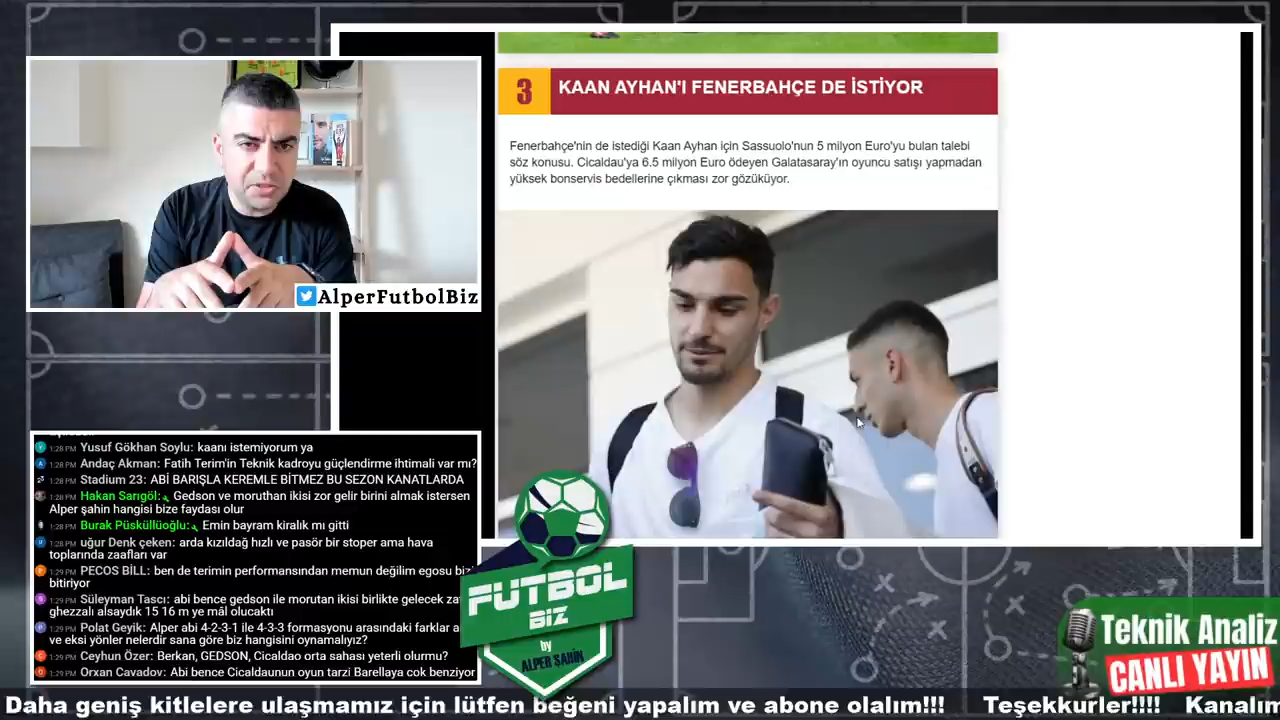 3 KAAN AYHAN'I FENERBAHÇE DE İSTİYOR
Fenerbahçe'nin de istediği Kaan Ayhan için Sassuolo'nun 5 milyon Euro'yu bulan talebi
söz konusu. Cicaldau'ya 6.5 milyon Euro ödeyen Galatasaray'ın oyuncu satışı yapmadan
yüksek bonservis bedellerine çıkması zor gözüküyor.
AlperFutbolBiz
1:28 PM Yusuf Gökhan Soylu: kaanı istemiyorum ya
1:28 PM Andaç Akman: Fatih Terim'in Teknik kadroyu güçlendirme ihtimali var mı?
1:28 PM Stadium 23: ABİ BARIŞLA KEREMLE BİTMEZ BU SEZON KANATLARDA
1:28 PM Hakan Sarıgöl: Gedson ve moruthan ikisi zor gelir birini almak istersen
Alper şahin hangisi bize faydası olur
1:28 PM Burak Püsküllüoğlu: Emin bayram kiralık mı gitti
1:28 PM uğur Denk çeken: arda kızıldağ hızlı ve pasör bir stoper ama hava
toplarında zaafları var
1:29 PM PECOS BİLL: ben de terimin performansından memun değilim egosu biz
bitiriyor
1:29 PM Süleyman Tascı: abi bence gedson ile morutan ikisi birlikte gelecek za
ghezzalı alsaydık 15 16 m ye mâl olucaktı
1:29 PM Polat Geyik: Alper abi 4-2-3-1 ile 4-3-3 formasyonu arasındaki farklar a
ve eksi yönler nelerdir sana göre biz hangisini oynamalıyız?
1:29 PM Ceyhun Özer: Berkan, GEDSON, Cicaldao orta sahası yeterli olurmu?
1:29 PM Orxan Cavadov: Abi bence Cicaldaunun oyun tarzi Barellaya cok benziyor
FUTBOL
BIZ
by
ALPER ŞAHİN
Teknik Analiz
CANLI YAYIN
Daha geniş kitlelere ulaşmamız için lütfen beğeni yapalım ve abone olalım!!! Teşekkurler!!!! Kanalım